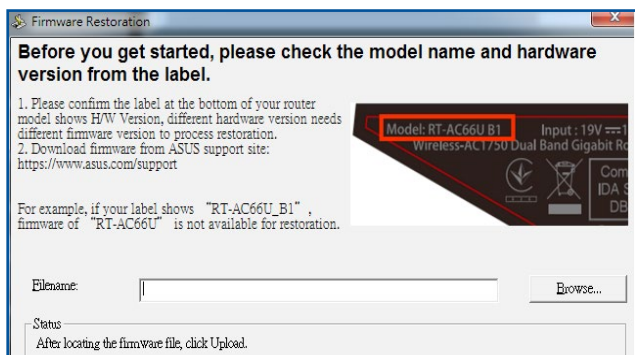 Firmware Restoration
Before you get started, please check the model name and hardware
version from the label.
1. Please confirm the label at the bottom of your router
model shows H/W Version, different hardware version needs
different firmware version to process restoration.
2. Download firmware from ASUS support site:
https://www.asus.com/support
For example, if your label shows “RT-AC66U_B1” ,
firmware of “RT-AC66U” is not available for restoration.
Model: RT-AC66U B1 Input : 19V
Wireless-AC1750 Dual Band Gigabit Ro
Com
IDA S
DB
Filename:
Browse...
Status
After locating the firmware file, click Upload.